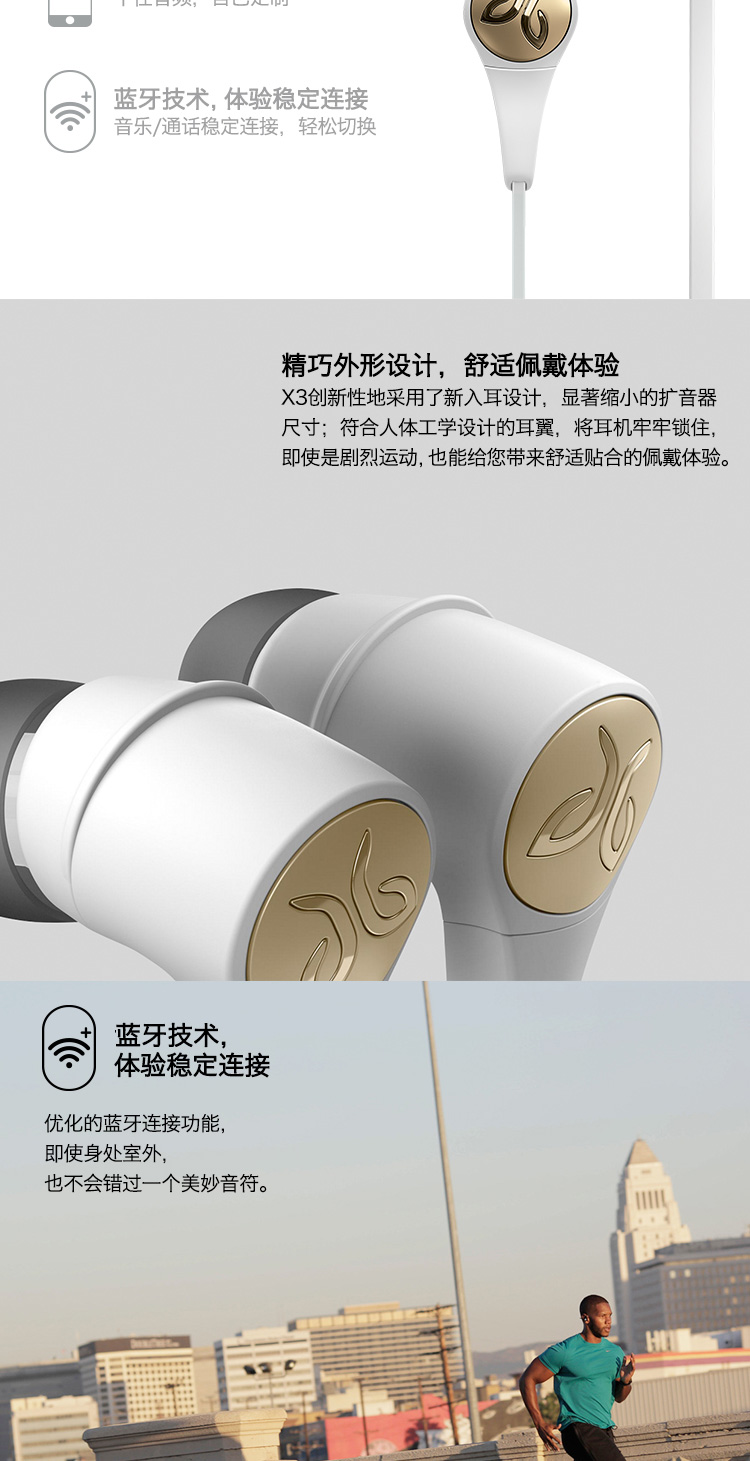 蓝牙技术, 体验稳定连接
音乐/通话稳定连接, 轻松切换
精巧外形设计, 舒适佩戴体验
X3创新性地采用了新入耳设计, 显著缩小的扩音器
尺寸; 符合人体工学设计的耳翼, 将耳机牢牢锁住,
即使是剧烈运动, 也能给您带来舒适贴合的佩戴体验。
蓝牙技术,
体验稳定连接
优化的蓝牙连接功能,
即使身处室外,
也不会错过一个美妙音符。